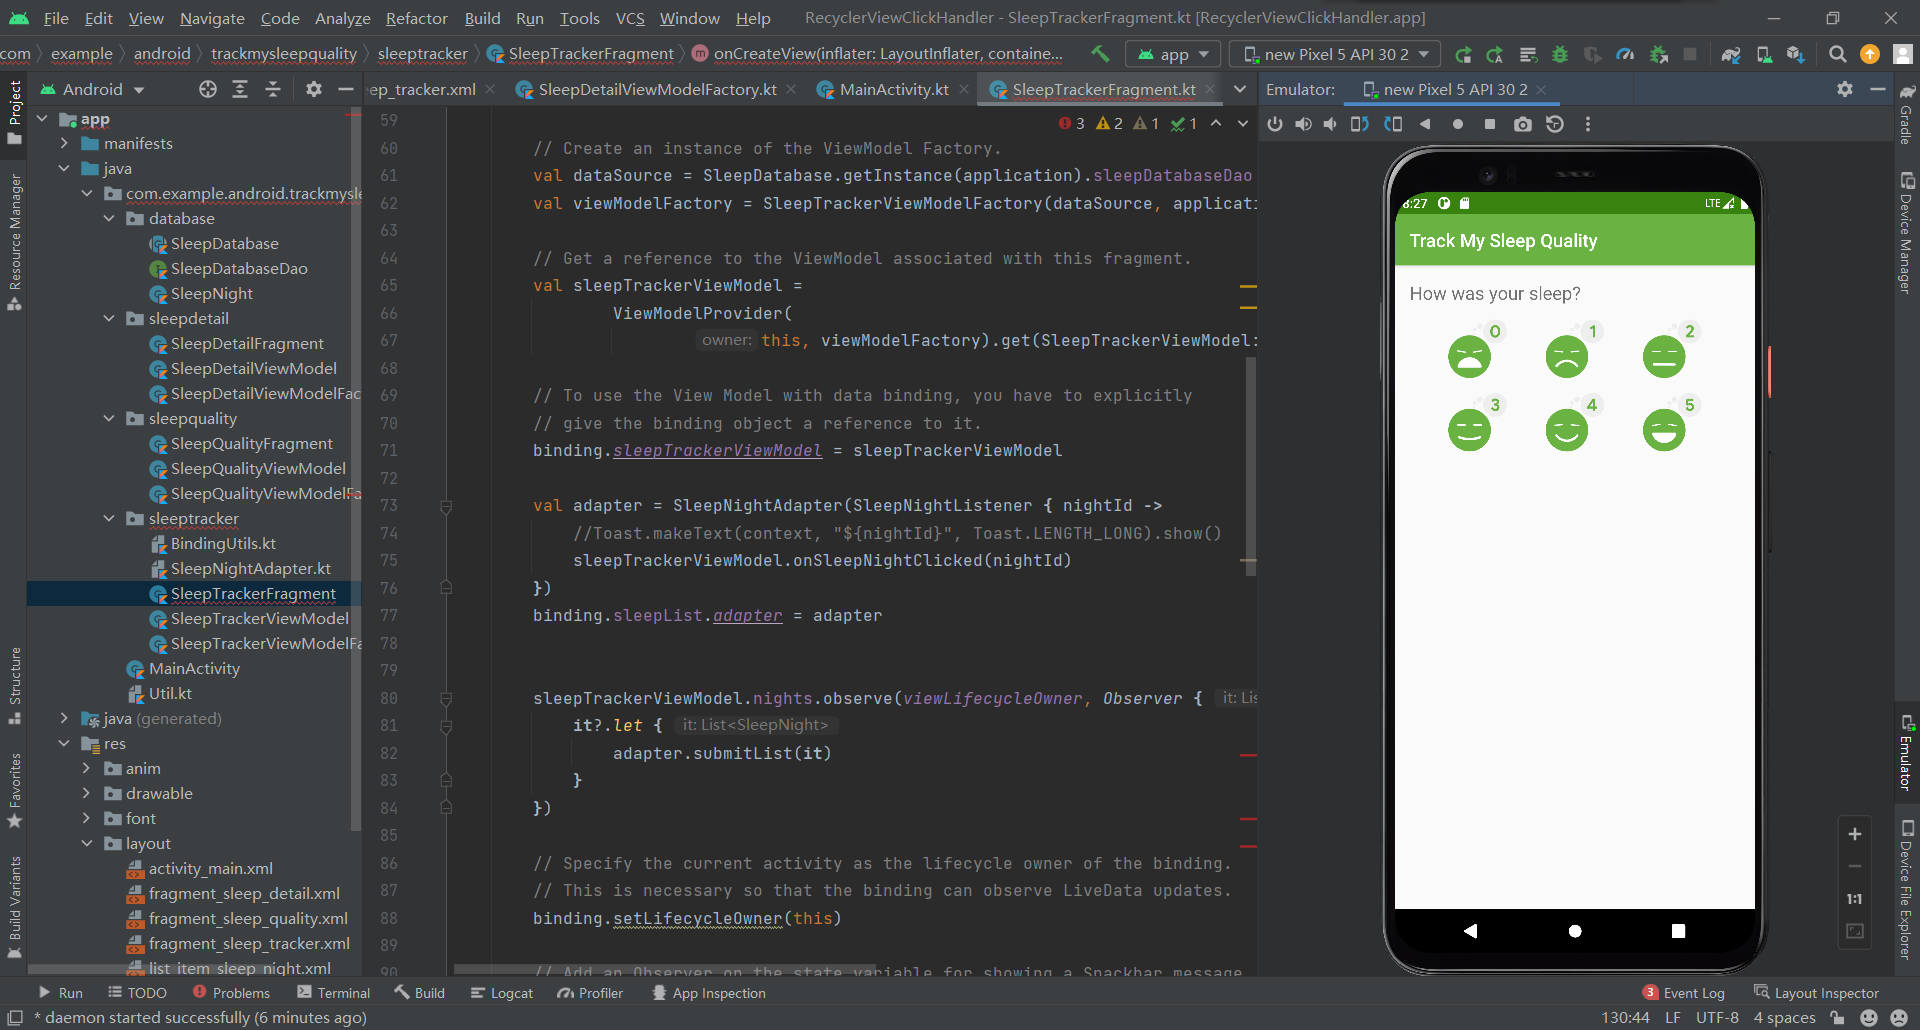 File Edit View Navigate Code Analyze Refactor Build Run Tools VCS Window Help RecyclerViewClickHandler - SleepTrackerFragment.kt [RecyclerViewClickHandler.app]
com example android trackmysleepquality sleeptracker SleepTrackerFragment onCreateView(inflater: LayoutInflater, containe... app new Pixel 5 API 30 2
Android
ep_tracker.xml SleepDetailViewModelFactory.kt MainActivity.kt SleepTrackerFragment.kt
Emulator: new Pixel 5 API 30 2
Project
Resource Manager
Structure
Favorites
Build Variants
app
manifests
java
com.example.android.trackmysle
database
SleepDatabase
SleepDatabaseDao
SleepNight
sleepdetail
SleepDetailFragment
SleepDetailViewModel
SleepDetailViewModelFac
sleepquality
SleepQualityFragment
SleepQualityViewModel
SleepQualityViewModelFa
sleeptracker
BindingUtils.kt
SleepNightAdapter.kt
SleepTrackerFragment
SleepTrackerViewModel
SleepTrackerViewModelFa
MainActivity
Util.kt
java (generated)
res
anim
drawable
font
layout
activity_main.xml
fragment_sleep_detail.xml
fragment_sleep_quality.xml
fragment_sleep_tracker.xml
list_item_sleep_night.xml
3 2 1 1
59
60 // Create an instance of the ViewModel Factory.
61 val dataSource = SleepDatabase.getInstance(application).sleepDatabaseDao
62 val viewModelFactory = SleepTrackerViewModelFactory(dataSource, applicati
63
64 // Get a reference to the ViewModel associated with this fragment.
65 val sleepTrackerViewModel =
66 ViewModelProvider(
67 owner: this, viewModelFactory).get(SleepTrackerViewModel:
68
69 // To use the View Model with data binding, you have to explicitly
70 // give the binding object a reference to it.
71 binding.sleepTrackerViewModel = sleepTrackerViewModel
72
73 val adapter = SleepNightAdapter(SleepNightListener { nightId ->
74 //Toast.makeText(context, "${nightId}", Toast.LENGTH_LONG).show()
75 sleepTrackerViewModel.onSleepNightClicked(nightId)
76 })
77 binding.sleepList.adapter = adapter
78
79
80 sleepTrackerViewModel.nights.observe(viewLifecycleOwner, Observer { it: Lis
81 it?.let { it: List<SleepNight>
82 adapter.submitList(it)
83 }
84 })
85
86 // Specify the current activity as the lifecycle owner of the binding.
87 // This is necessary so that the binding can observe LiveData updates.
88 binding.setLifecycleOwner(this)
89
90 // Add an Observer on the state variable for showing a Snackbar message
8:27 LTE
Track My Sleep Quality
How was your sleep?
0 1 2
3 4 5
1:1
Gradle
Device Manager
Emulator
Device File Explorer
Run TODO Problems Terminal Build Logcat Profiler App Inspection 3 Event Log Layout Inspector
* daemon started successfully (6 minutes ago) 130:44 LF UTF-8 4 spaces